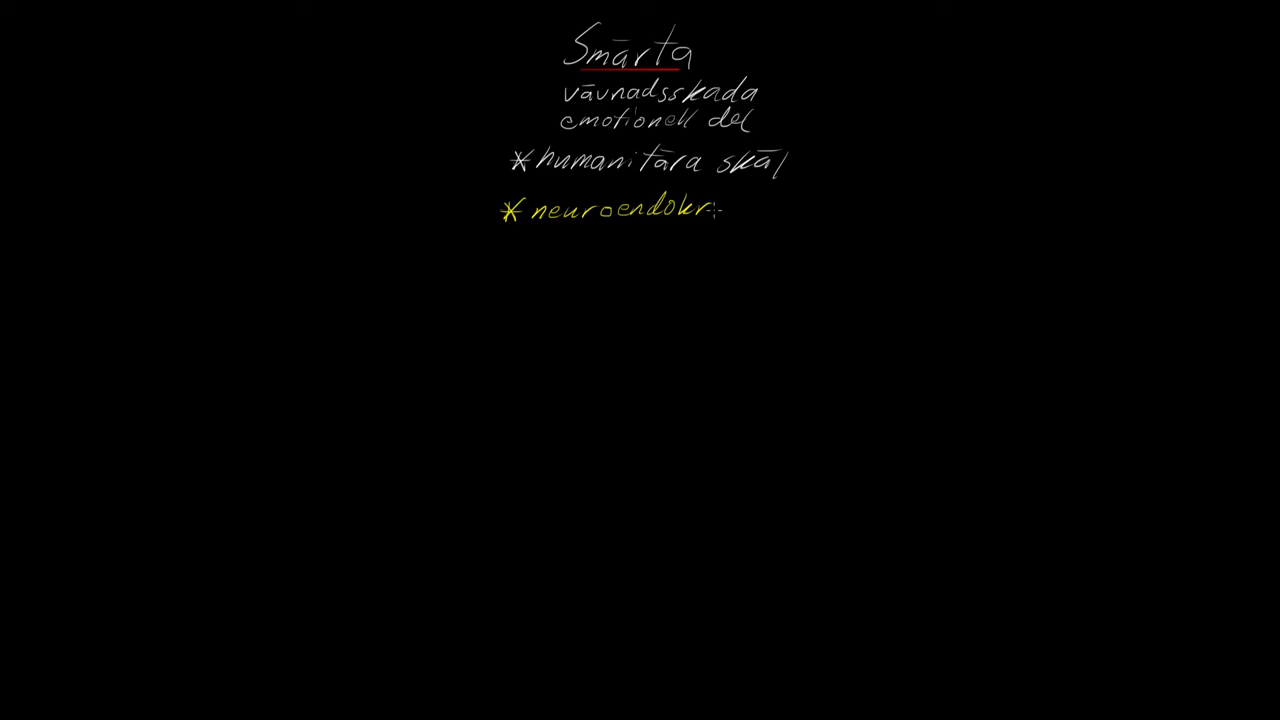 Smärta
vävnadsskada
emotionell del
*humanitära skäl
*neuroendokr